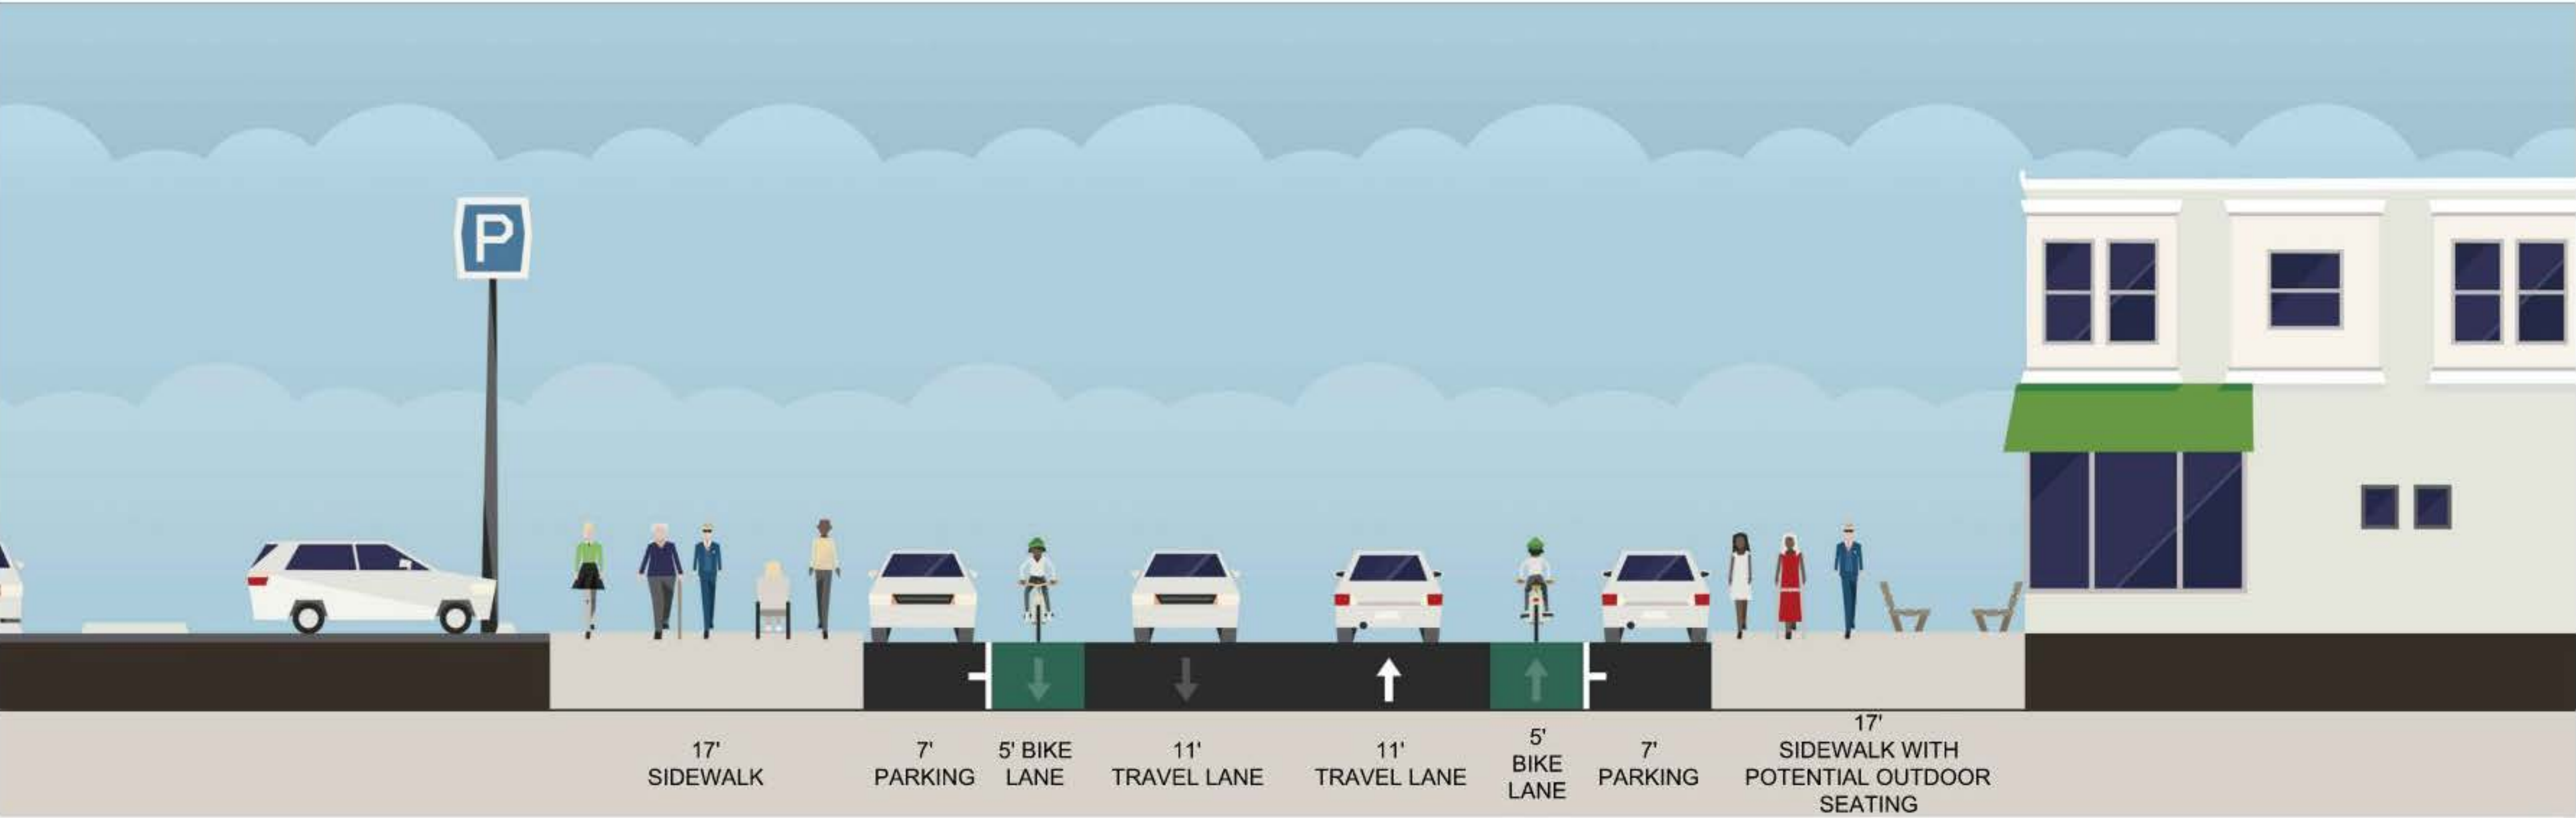 P
17'
SIDEWALK
7'
PARKING
5' BIKE
LANE
11'
TRAVEL LANE
11'
TRAVEL LANE
5'
BIKE
LANE
7'
PARKING
17'
SIDEWALK WITH
POTENTIAL OUTDOOR
SEATING